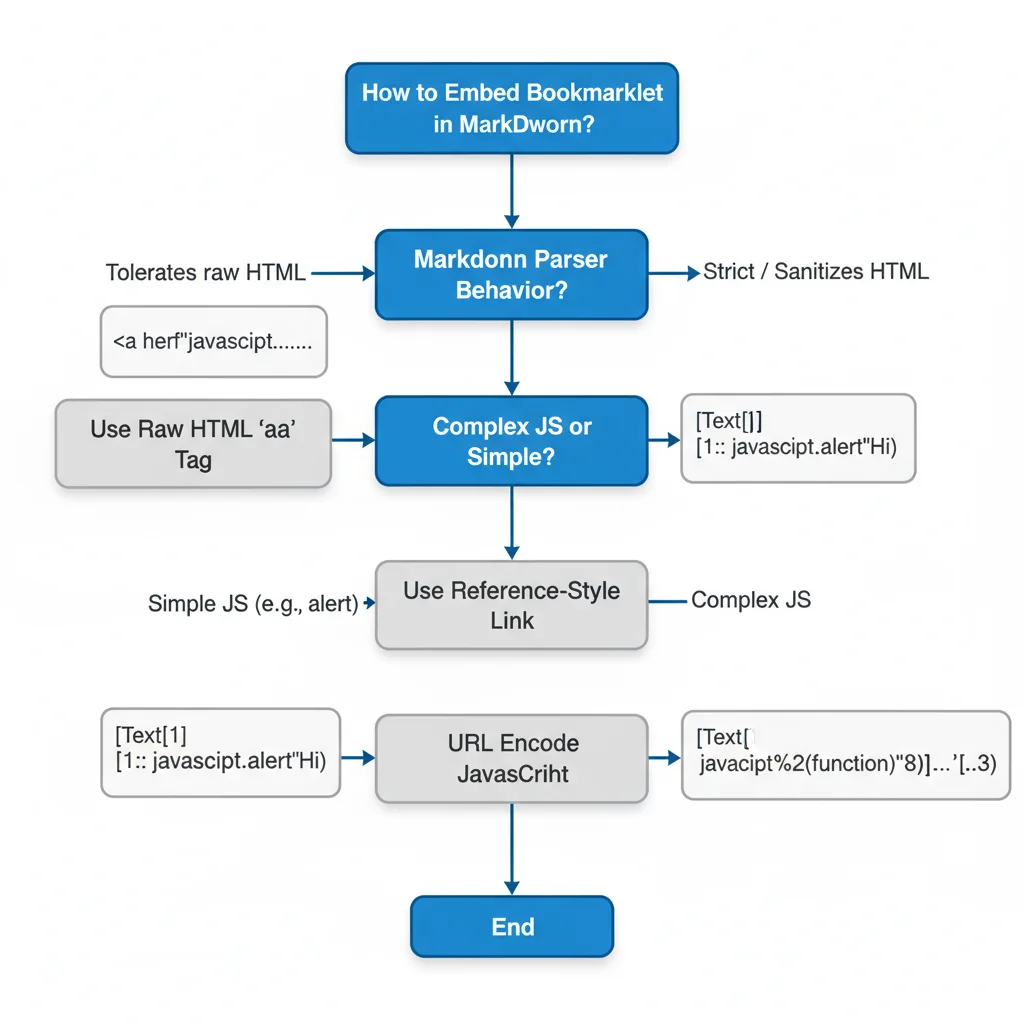 How to Embed Bookmarklet
in MarkDworn?
Tolerates raw HTML
Markdonn Parser
Behavior?
Strict / Sanitizes HTML
<a herf"javascipt.......
Use Raw HTML ‘aa’
Tag
Complex JS or
Simple?
[Text[]]
[1:: javascipt.alert"Hi)
Simple JS (e.g., alert)
Use Reference-Style
Link
Complex JS
[Text[1]
[1:: javascipt.alert"Hi)
URL Encode
JavasCriht
[Text[
javacipt%2(function)"8)]...'[..3)
End